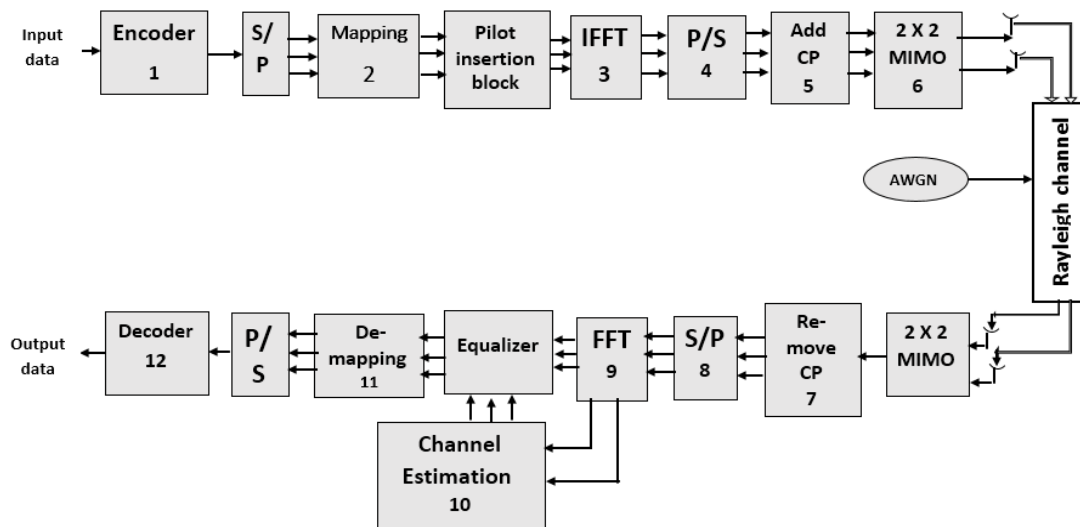 Input
data
Encoder
1
S/
P
Mapping
2
Pilot
insertion
block
IFFT
3
P/S
4
Add
CP
5
2 X 2
MIMO
6
AWGN
Rayleigh channel
Output
data
Decoder
12
P/
S
De-
mapping
11
Equalizer
FFT
9
S/P
8
Re-
move
CP
7
2 X 2
MIMO
Channel
Estimation
10